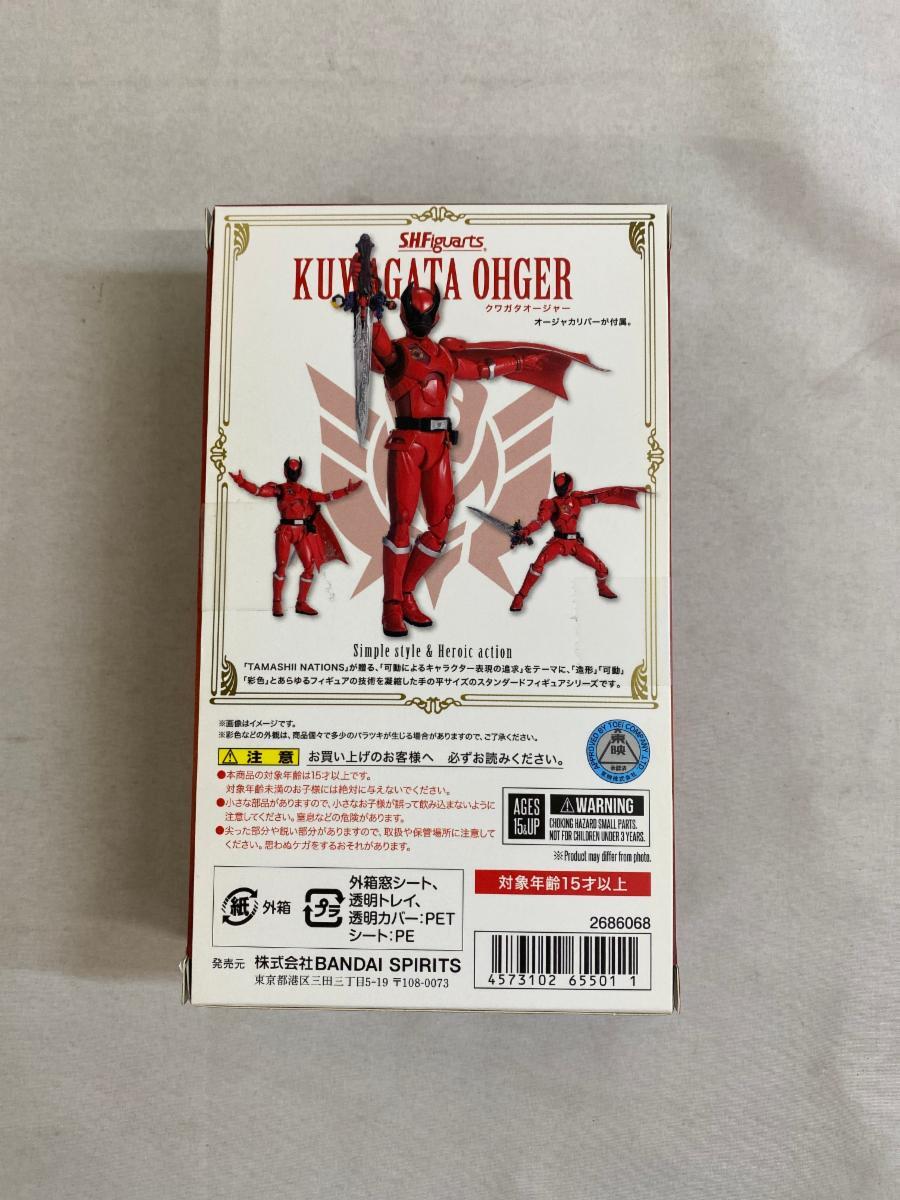 S.H.Figuarts
KUWAGATA OHGER
クワガタオージャー
オージャカリバーが付属。
Simple style & Heroic action
「TAMASHII NATIONS」が贈る、「可動によるキャラクター表現の追求」をテーマに、「造形」「可動」
「彩色」とあらゆるフィギュアの技術を凝縮した手の平サイズのスタンダードフィギュアシリーズです。
※画像はイメージです。
※彩色などの外観は、商品個々で多少のバラツキが生じる場合がありますので、ご了承ください。
注意 お買い上げのお客様へ 必ずお読みください。
●本商品の対象年齢は15才以上です。
対象年齢未満のお子様には絶対に与えないでください。
●小さな部品がありますので、小さなお子様が誤って飲み込まないように
注意してください。窒息などの危険があります。
●尖った部分や鋭い部分がありますので、取扱や保管場所に注意して
ください。思わぬケガをするおそれがあります。
APPROVED BY TOEI COMPANY, LTD.
東映
承認済
東映株式会社
AGES
15&UP
WARNING
CHOKING HAZARD SMALL PARTS.
NOT FOR CHILDREN UNDER 3 YEARS.
※Product may differ from photo.
対象年齢15才以上
紙 外箱
プラ
外箱窓シート、
透明トレイ、
透明カバー:PET
シート:PE
2686068
4573102 65501 1
発売元 株式会社BANDAI SPIRITS
東京都港区三田三丁目5-19 〒108-0073